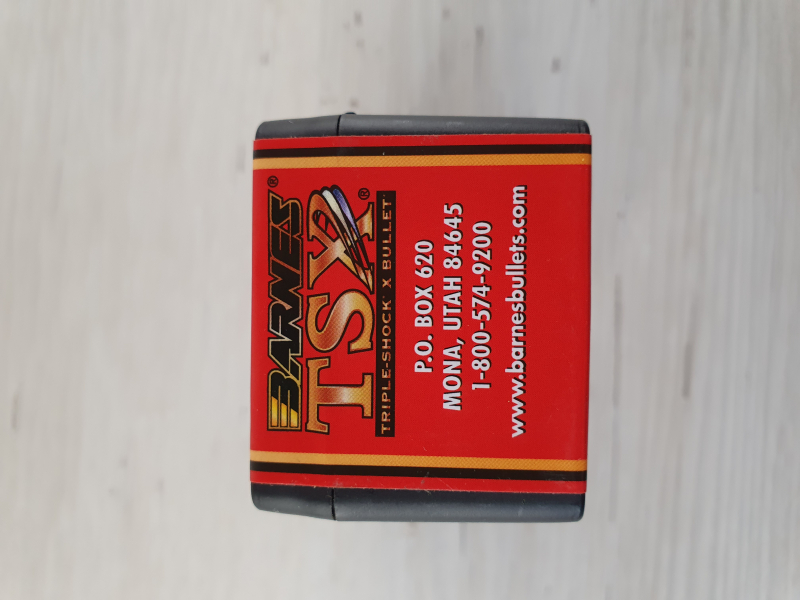 BARNES®
TSX®
TRIPLE-SHOCK® X BULLET
P.O. BOX 620
MONA, UTAH 84645
1-800-574-9200
www.barnesbullets.com